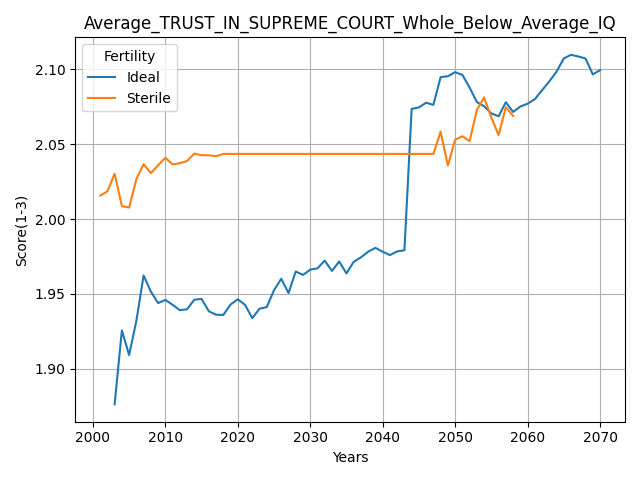 Average_TRUST_IN_SUPREME_COURT_Whole_Below_Average_IQ
Fertility
Ideal
Sterile
2.10
2.05
2.00
1.95
1.90
Score(1-3)
2000 2010 2020 2030 2040 2050 2060 2070
Years